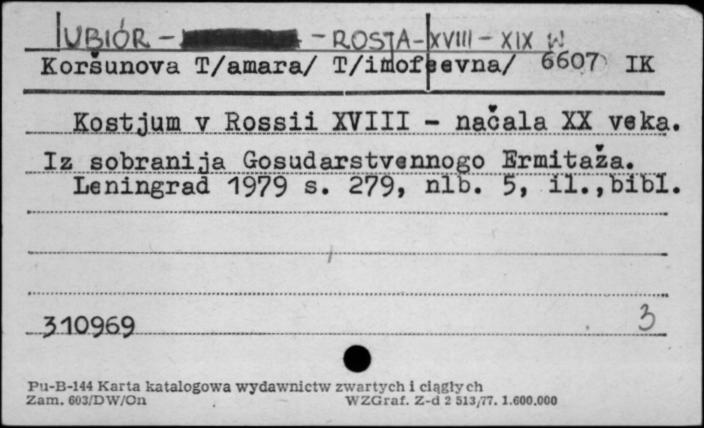 UBIÓR - - ROSJA - XVIII - XIX W
Koršunova T/amara/ T/imofeevna/ 6607 IK
Kostjum v Rossii XVIII - načala XX veka.
Iz sobranija Gosudarstvennogo Ermitaža.
Leningrad 1979 s. 279, nlb. 5, il.,bibl.
310969 3
Pu-B-144 Karta katalogowa wydawnictw zwartych i ciągłych
Zam. 603/DW/On WZGraf. Z-d 2 513/77. 1.600.000